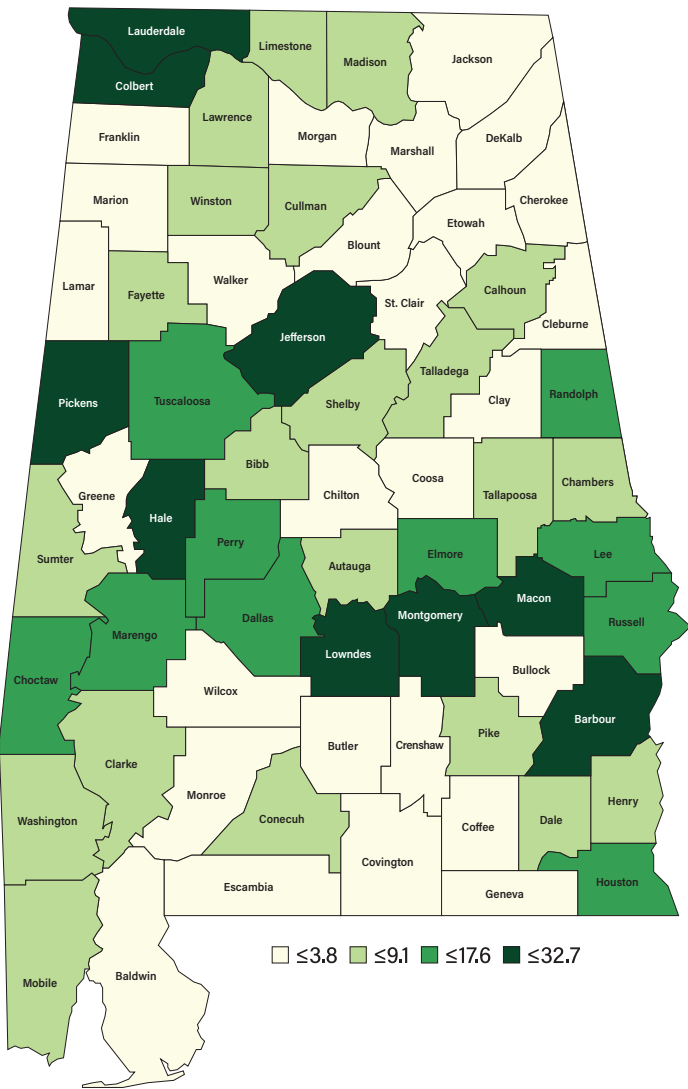 Lauderdale
Limestone
Madison
Jackson
Colbert
Lawrence
Franklin
Morgan
DeKalb
Marshall
Marion
Winston
Cullman
Cherokee
Etowah
Blount
Lamar
Fayette
Walker
St. Clair
Calhoun
Cleburne
Jefferson
Talladega
Pickens
Tuscaloosa
Shelby
Clay
Randolph
Bibb
Greene
Chilton
Coosa
Tallapoosa
Chambers
Hale
Sumter
Perry
Autauga
Elmore
Lee
Macon
Marengo
Dallas
Montgomery
Russell
Lowndes
Choctaw
Wilcox
Bullock
Barbour
Clarke
Butler
Crenshaw
Pike
Washington
Monroe
Conecuh
Coffee
Dale
Henry
Covington
Escambia
Geneva
Houston
Mobile
Baldwin
≤3.8 ≤9.1 ≤17.6 ≤32.7